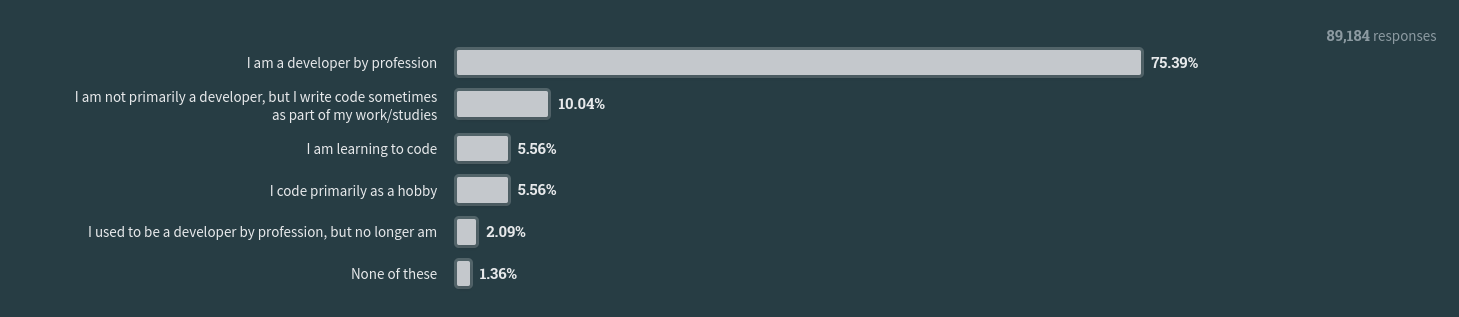 89,184 responses
I am a developer by profession
75.39%
I am not primarily a developer, but I write code sometimes
as part of my work/studies
10.04%
I am learning to code
5.56%
I code primarily as a hobby
5.56%
I used to be a developer by profession, but no longer am
2.09%
None of these
1.36%